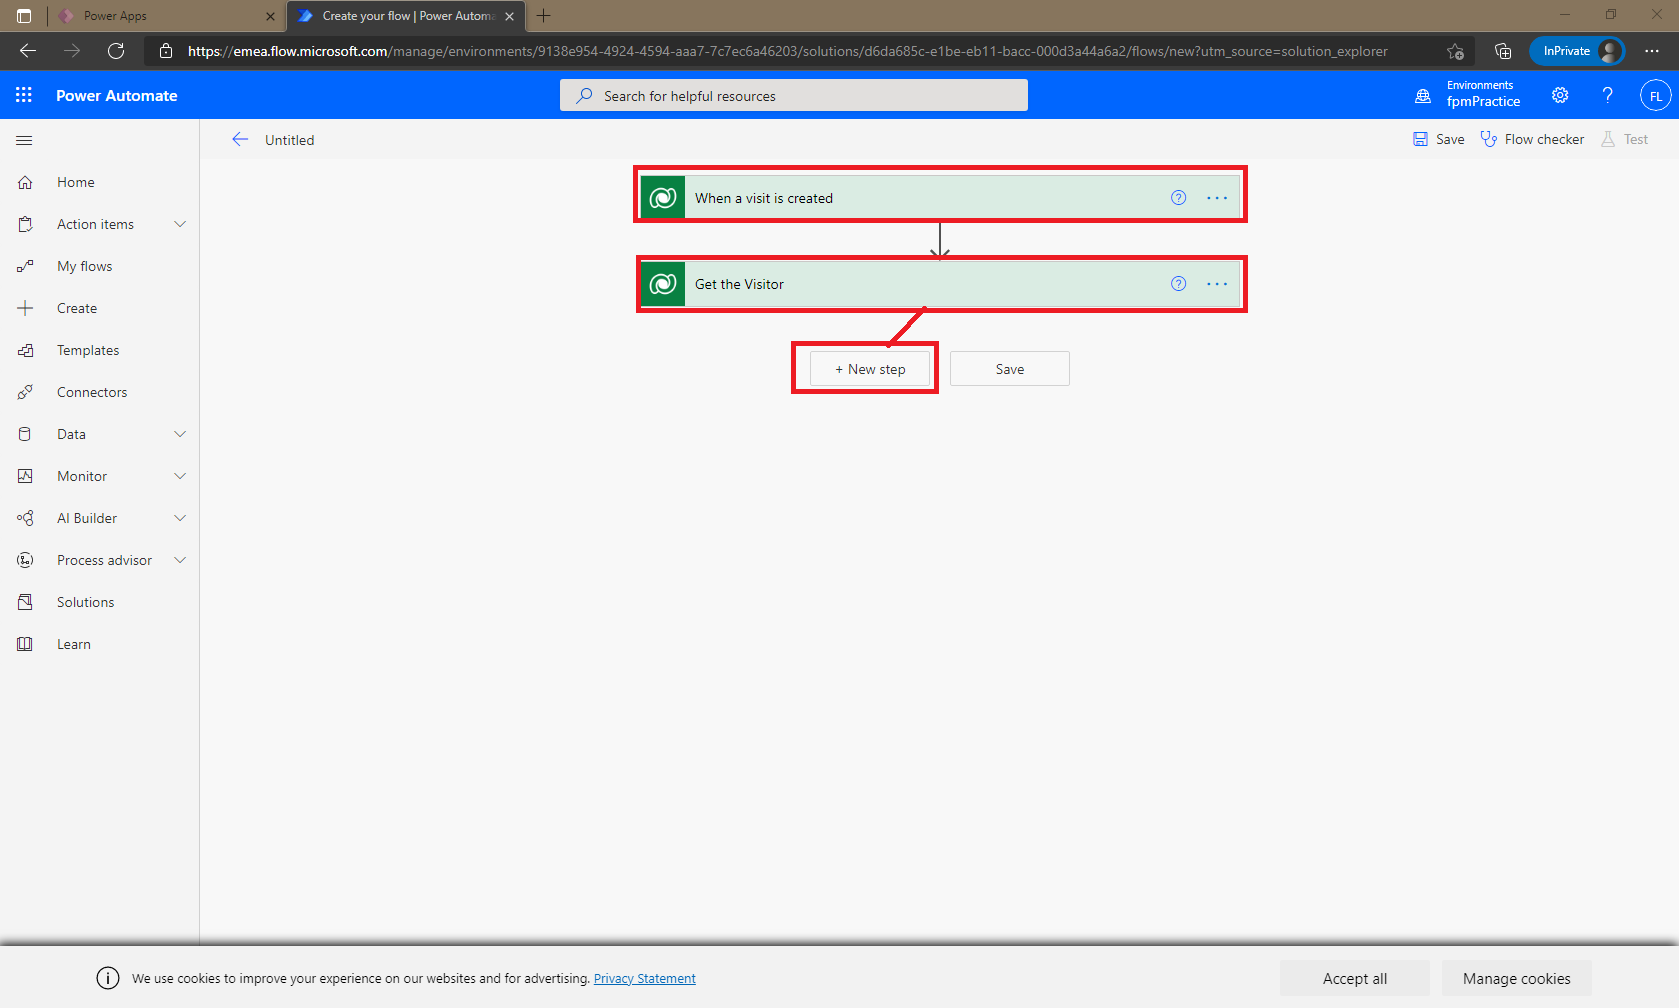 Power Apps
Create your flow | Power Automa
https://emea.flow.microsoft.com/manage/environments/9138e954-4924-4594-aaa7-7c7ec6a46203/solutions/d6da685c-e1be-eb11-bacc-000d3a44a6a2/flows/new?utm_source=solution_explorer
InPrivate
Power Automate
Search for helpful resources
Environments
fpmPractice
?
FL
Untitled
Save
Flow checker
Test
Home
Action items
My flows
Create
Templates
Connectors
Data
Monitor
AI Builder
Process advisor
Solutions
Learn
When a visit is created
?
...
Get the Visitor
?
...
+ New step
Save
We use cookies to improve your experience on our websites and for advertising. Privacy Statement
Accept all
Manage cookies